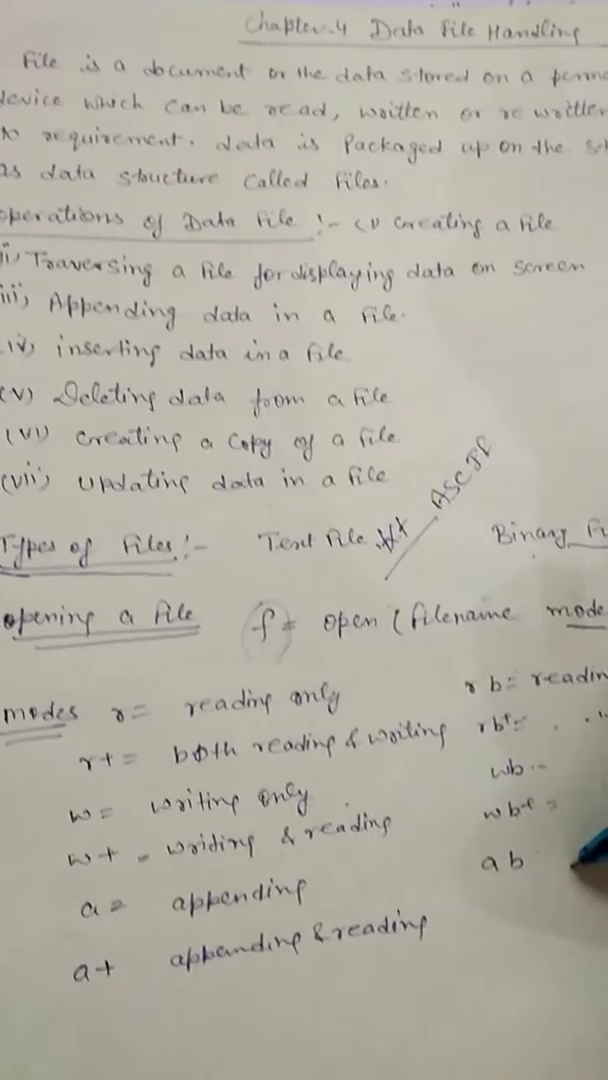 Chapter.4 Data File Handling
File is a document or the data stored on a perma
device which can be read, written or re written
to requirement. data is packaged up on the st
as data structure called Files.
operations of Data File :- (i) creating a file
ii) Traversing a file for displaying data on screen
iii) Appending data in a file.
iv) inserting data in a file
(v) Deleting data from a file
(vi) creating a copy of a file
(vii) updating data in a file
Types of Files :- Text File ASCII Binary Fi
opening a file f = open (filename mode
modes r = reading only rb = readin
r+ = both reading & writing rb+ =
w = writing only wb -
w+ - writing & reading wb+ =
a = appending ab
a+ appending & reading